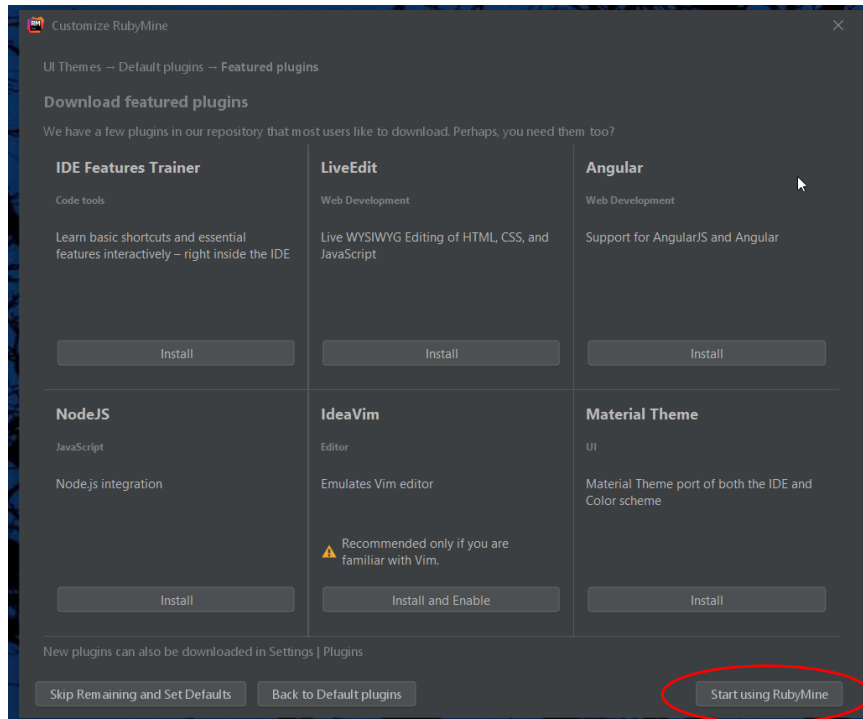 RM
Customize RubyMine
UI Themes → Default plugins → Featured plugins
Download featured plugins
We have a few plugins in our repository that most users like to download. Perhaps, you need them too?
IDE Features Trainer
Code tools
Learn basic shortcuts and essential
features interactively – right inside the IDE
Install
LiveEdit
Web Development
Live WYSIWYG Editing of HTML, CSS, and
JavaScript
Install
Angular
Web Development
Support for AngularJS and Angular
Install
NodeJS
JavaScript
Node.js integration
Install
IdeaVim
Editor
Emulates Vim editor
Recommended only if you are
familiar with Vim.
Install and Enable
Material Theme
UI
Material Theme port of both the IDE and
Color scheme
Install
New plugins can also be downloaded in Settings | Plugins
Skip Remaining and Set Defaults
Back to Default plugins
Start using RubyMine